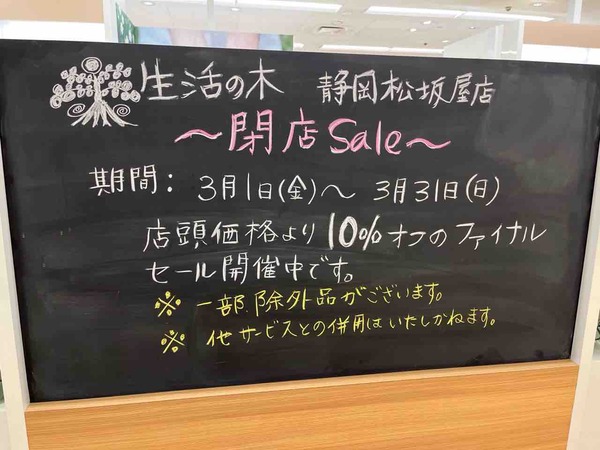 生活の木 静岡松坂屋店
～閉店Sale～
期間: 3月1日(金)～ 3月31日(日)
店頭価格より10%オフのファイナル
セール開催中です。
※ 一部除外品がございます。
※ 他サービスとの併用はいたしかねます。